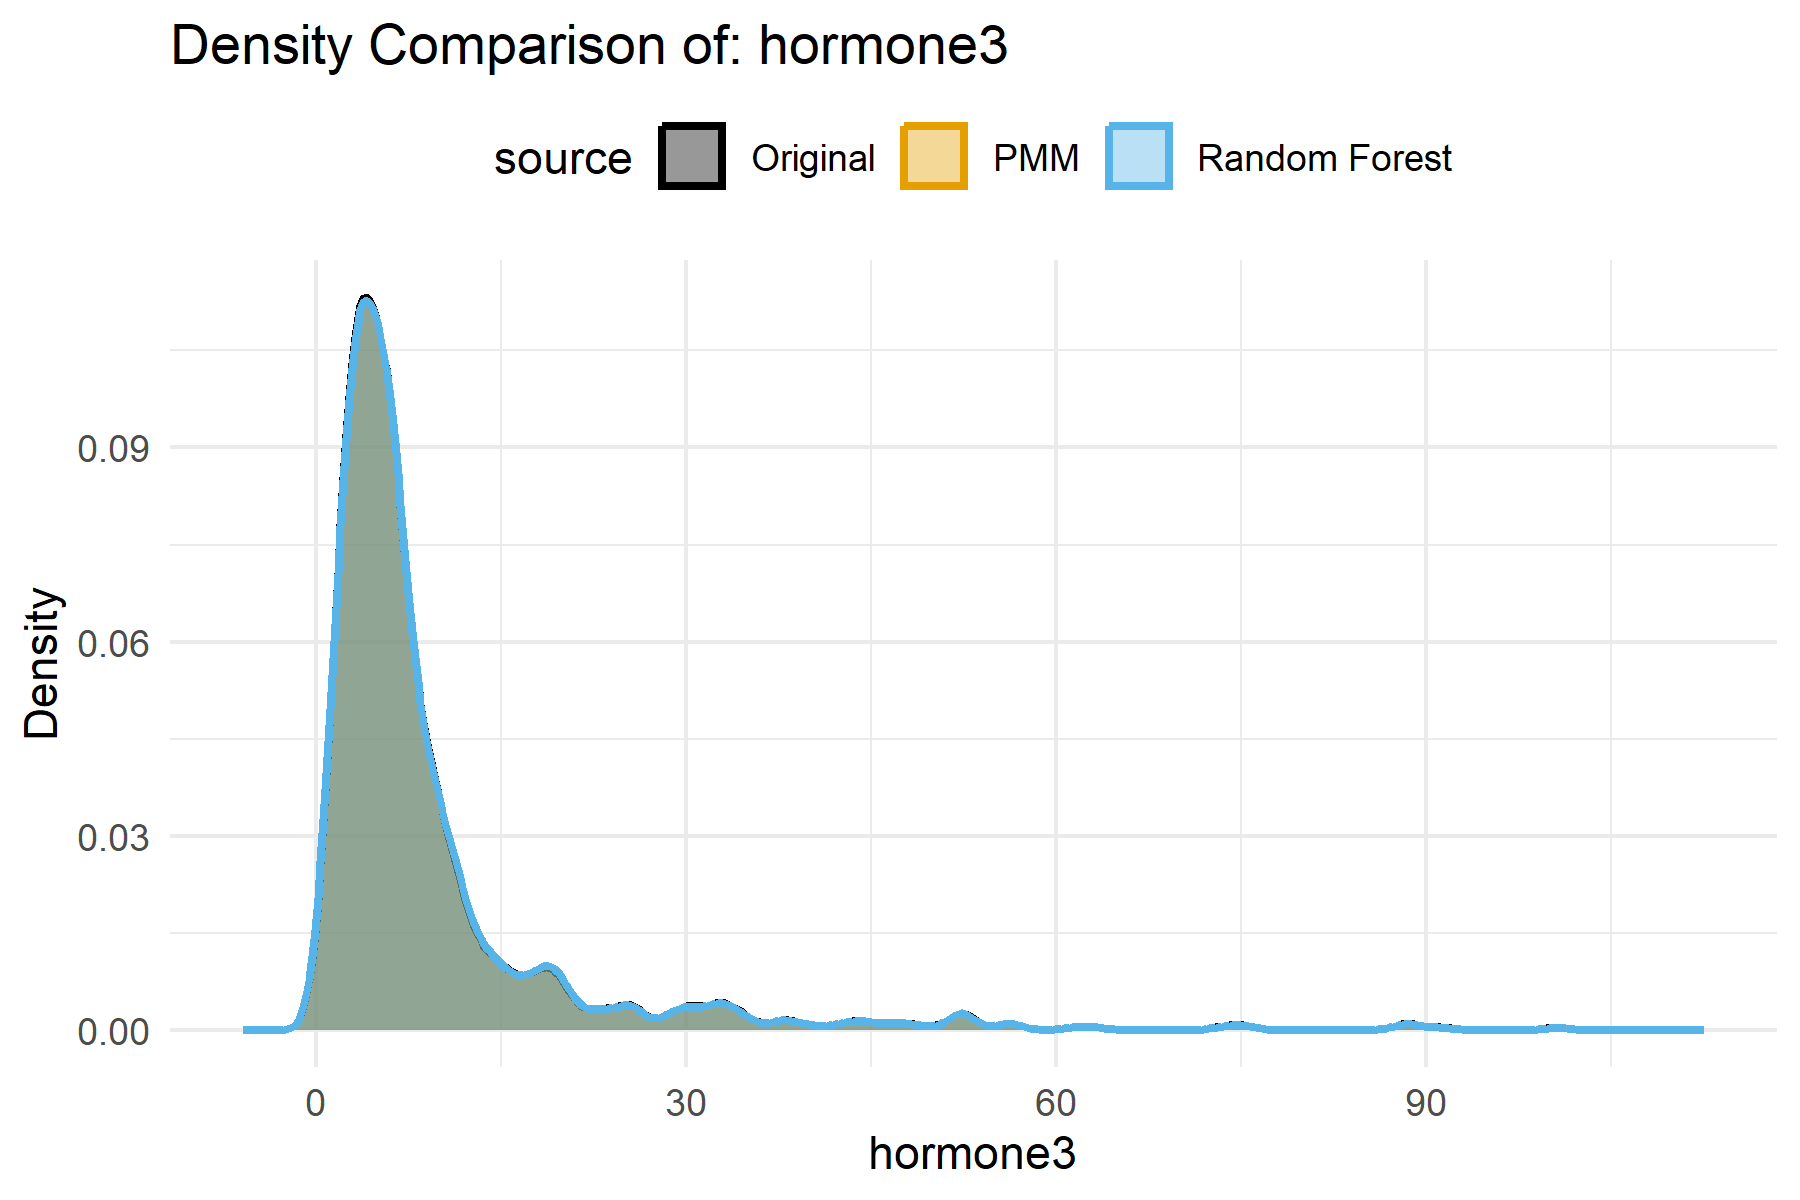 Density Comparison of: hormone3
source Original PMM Random Forest
Density
0.09
0.06
0.03
0.00
0 30 60 90
hormone3